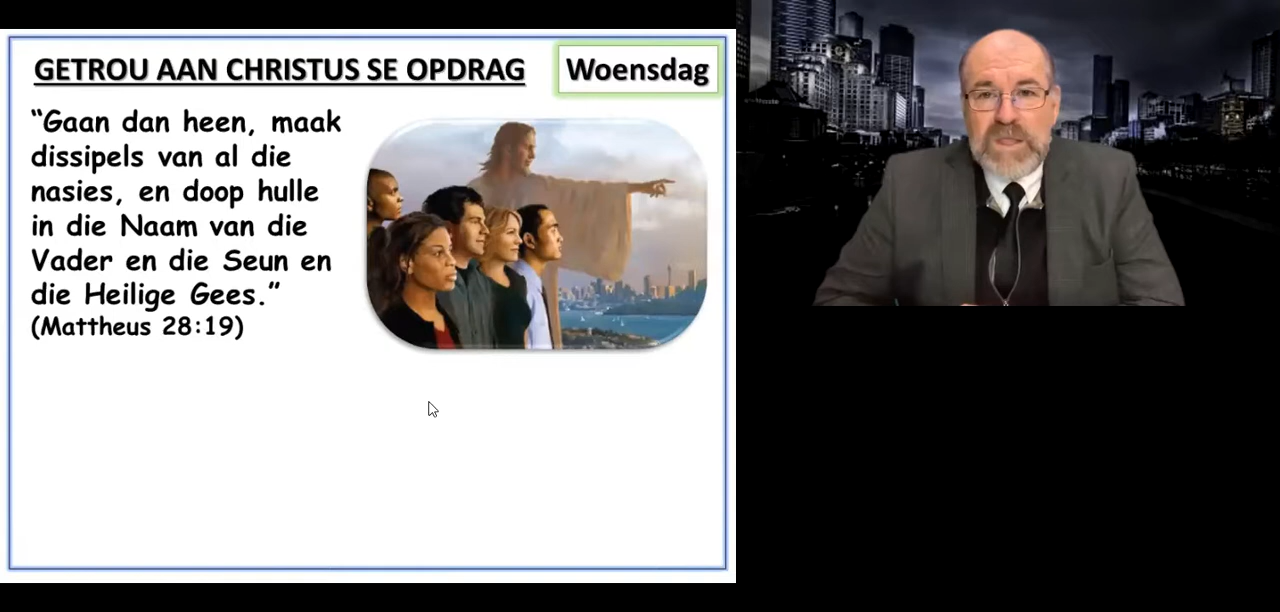 GETROU AAN CHRISTUS SE OPDRAG
Woensdag
“Gaan dan heen, maak
dissipels van al die
nasies, en doop hulle
in die Naam van die
Vader en die Seun en
die Heilige Gees.”
(Mattheus 28:19)